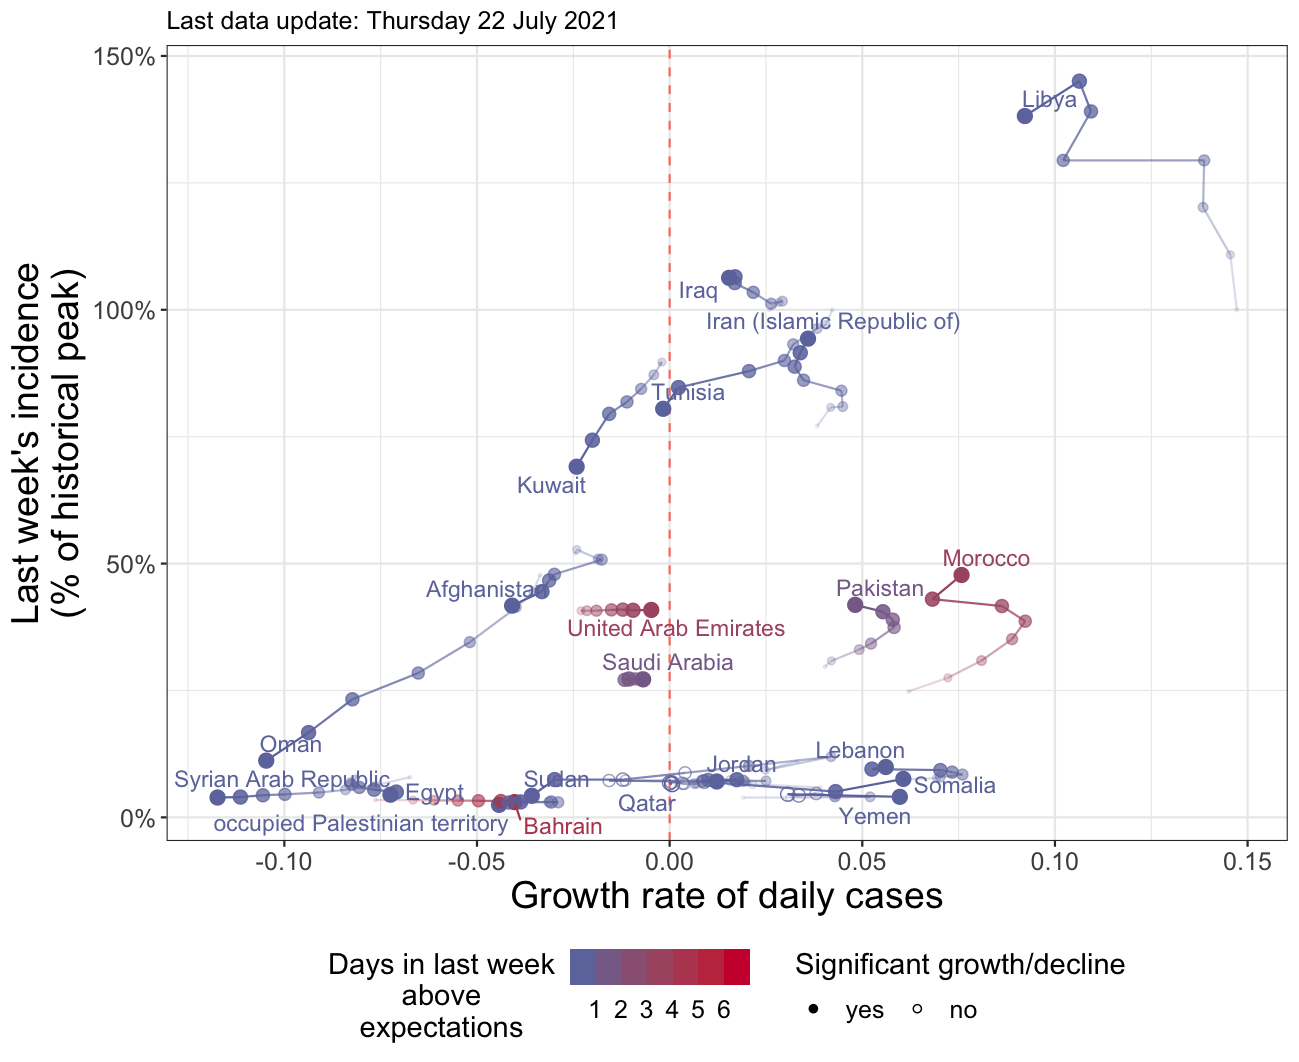 Last data update: Thursday 22 July 2021
150%
100%
50%
0%
Last week's incidence
(% of historical peak)
Libya
Iraq
Iran (Islamic Republic of)
Tunisia
Kuwait
Morocco
Afghanistan
Pakistan
United Arab Emirates
Saudi Arabia
Oman
Lebanon
Jordan
Syrian Arab Republic
Sudan
Somalia
Egypt
Qatar
Yemen
occupied Palestinian territory
Bahrain
-0.10 -0.05 0.00 0.05 0.10 0.15
Growth rate of daily cases
Days in last week
above
expectations
1 2 3 4 5 6
Significant growth/decline
yes no